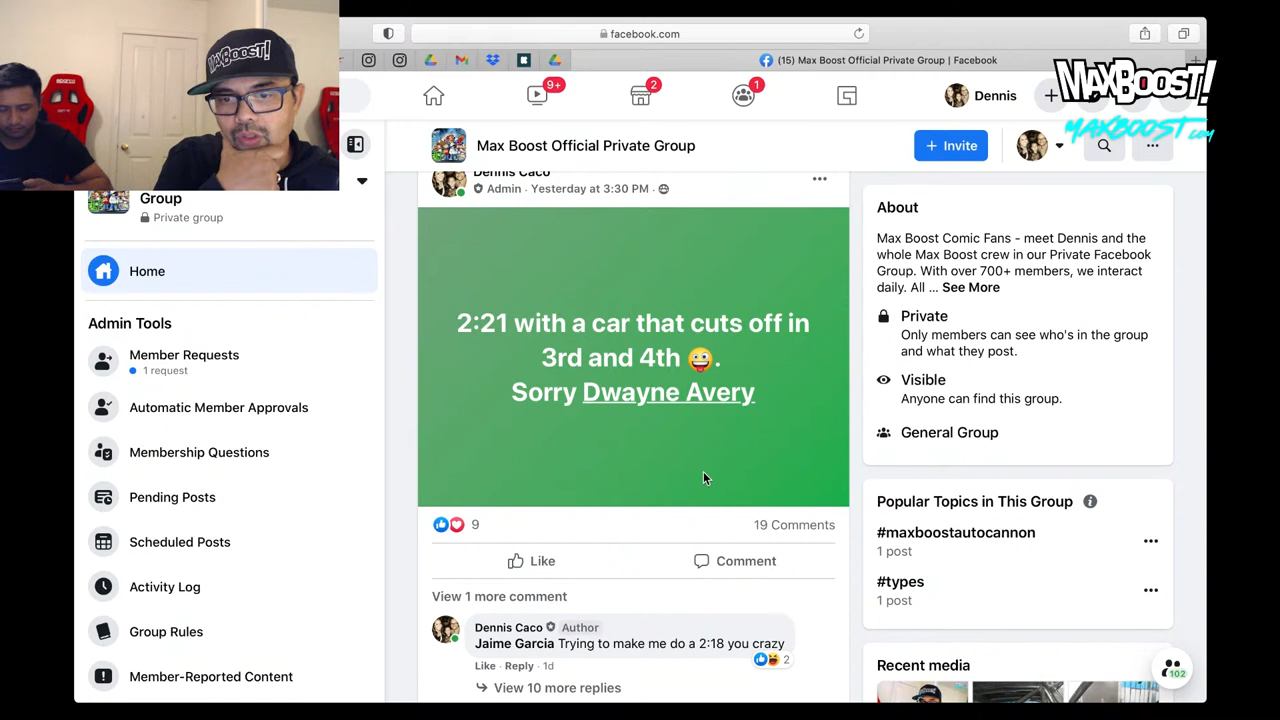 MAXBOOST!
facebook.com
(15) Max Boost Official Private Group | Facebook
MAXBOOST!
MAXBOOST.com
9+
2
1
Dennis
Max Boost Official Private Group
+ Invite
Group
Private group
Home
Admin Tools
Member Requests
1 request
Automatic Member Approvals
Membership Questions
Pending Posts
Scheduled Posts
Activity Log
Group Rules
Member-Reported Content
Dennis Caco
Admin · Yesterday at 3:30 PM ·
2:21 with a car that cuts off in
3rd and 4th 🤪.
Sorry Dwayne Avery
9
19 Comments
Like
Comment
View 1 more comment
Dennis Caco Author
Jaime Garcia Trying to make me do a 2:18 you crazy
2
Like · Reply · 1d
View 10 more replies
About
Max Boost Comic Fans - meet Dennis and the
whole Max Boost crew in our Private Facebook
Group. With over 700+ members, we interact
daily. All ... See More
Private
Only members can see who's in the group
and what they post.
Visible
Anyone can find this group.
General Group
Popular Topics in This Group
#maxboostautocannon
1 post
#types
1 post
Recent media
102